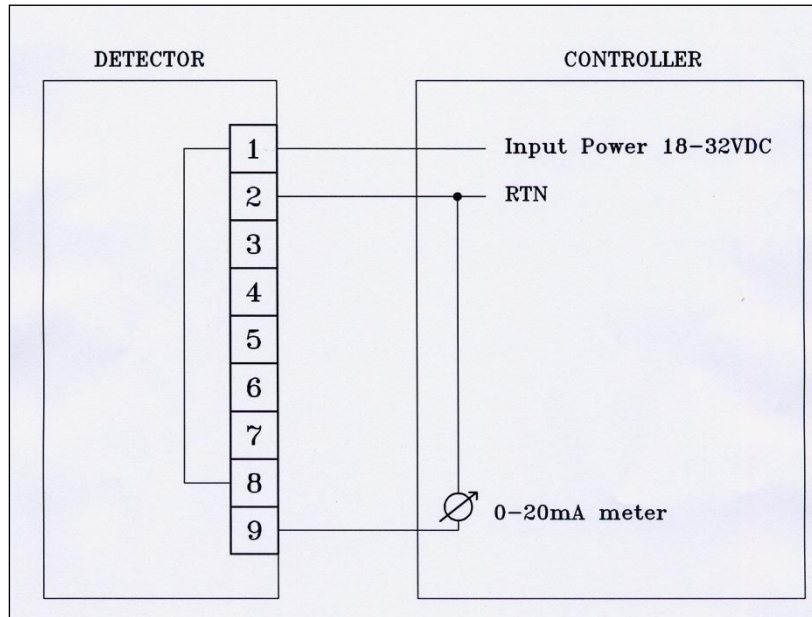 DETECTOR
CONTROLLER
1
Input Power 18-32VDC
2
RTN
3
4
5
6
7
8
9
0-20mA meter